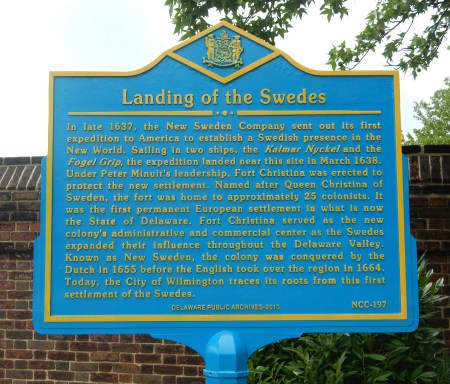 Landing of the Swedes
In late 1637, the New Sweden Company sent out its first
expedition to America to establish a Swedish presence in the
New World. Sailing in two ships, the Kalmar Nyckel and the
Fogel Grip, the expedition landed near this site in March 1638.
Under Peter Minuit's leadership, Fort Christina was erected to
protect the new settlement. Named after Queen Christina of
Sweden, the fort was home to approximately 25 colonists. It
was the first permanent European settlement in what is now
the State of Delaware. Fort Christina served as the new
colony's administrative and commercial center as the Swedes
expanded their influence throughout the Delaware Valley.
Known as New Sweden, the colony was conquered by the
Dutch in 1655 before the English took over the region in 1664.
Today, the City of Wilmington traces its roots from this first
settlement of the Swedes.
DELAWARE PUBLIC ARCHIVES-2013 NCC-197